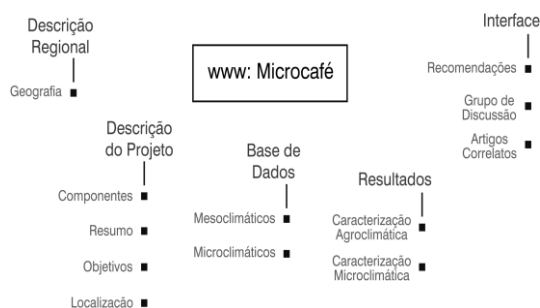 Descrição
Regional
Geografia
www: Microcafé
Interface
Recomendações
Grupo de
Discussão
Artigos
Correlatos
Descrição
do Projeto
Componentes
Resumo
Objetivos
Localização
Base de
Dados
Mesoclimáticos
Microclimáticos
Resultados
Caracterização
Agroclimática
Caracterização
Microclimática